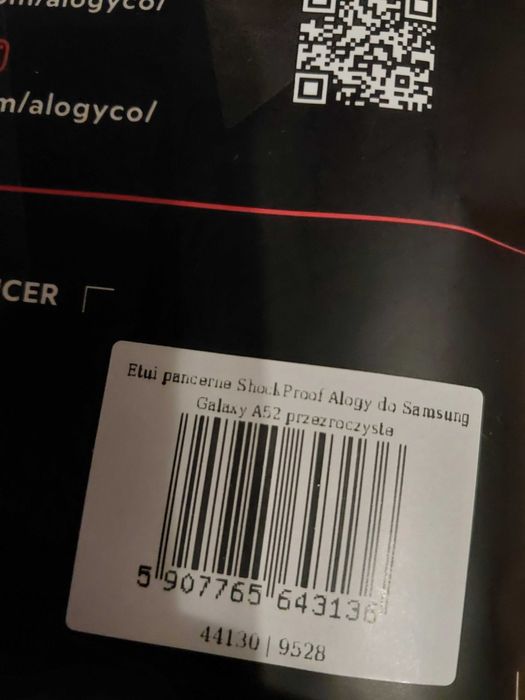 m/alogyco/
m/alogyco/
CER
Etui pancerne ShockProof Alogy do Samsung
Galaxy A52 przezroczyste
5 907765 643136
44130 | 9528